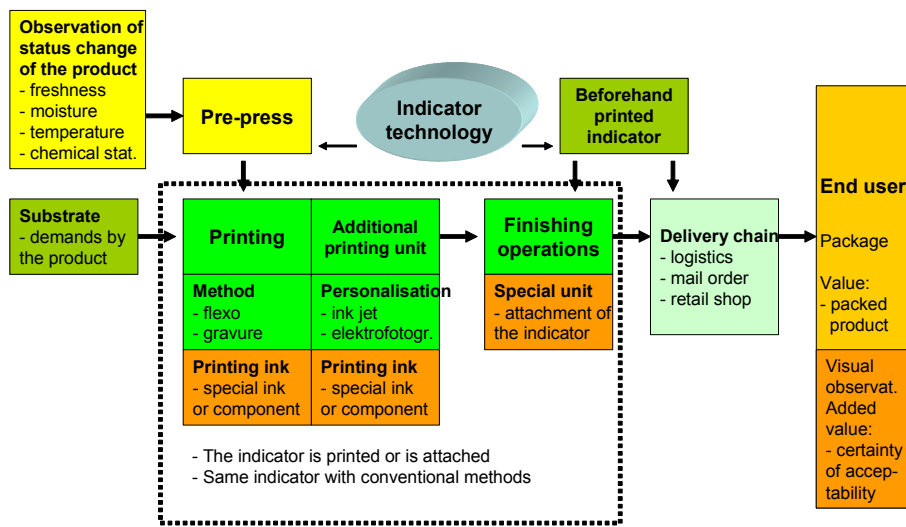 Observation of
status change
of the product
- freshness
- moisture
- temperature
- chemical stat.
Pre-press
Indicator
technology
Beforehand
printed
indicator
Substrate
- demands by
the product
Printing
Additional
printing unit
Finishing
operations
Method
- flexo
- gravure
Personalisation
- ink jet
- elektrofotogr.
Special unit
- attachment of
the indicator
Printing ink
- special ink
or component
Printing ink
- special ink
or component
- The indicator is printed or is attached
- Same indicator with conventional methods
Delivery chain
- logistics
- mail order
- retail shop
End user
Package
Value:
- packed
product
Visual
observat.
Added
value:
- certainty
of accep-
tability